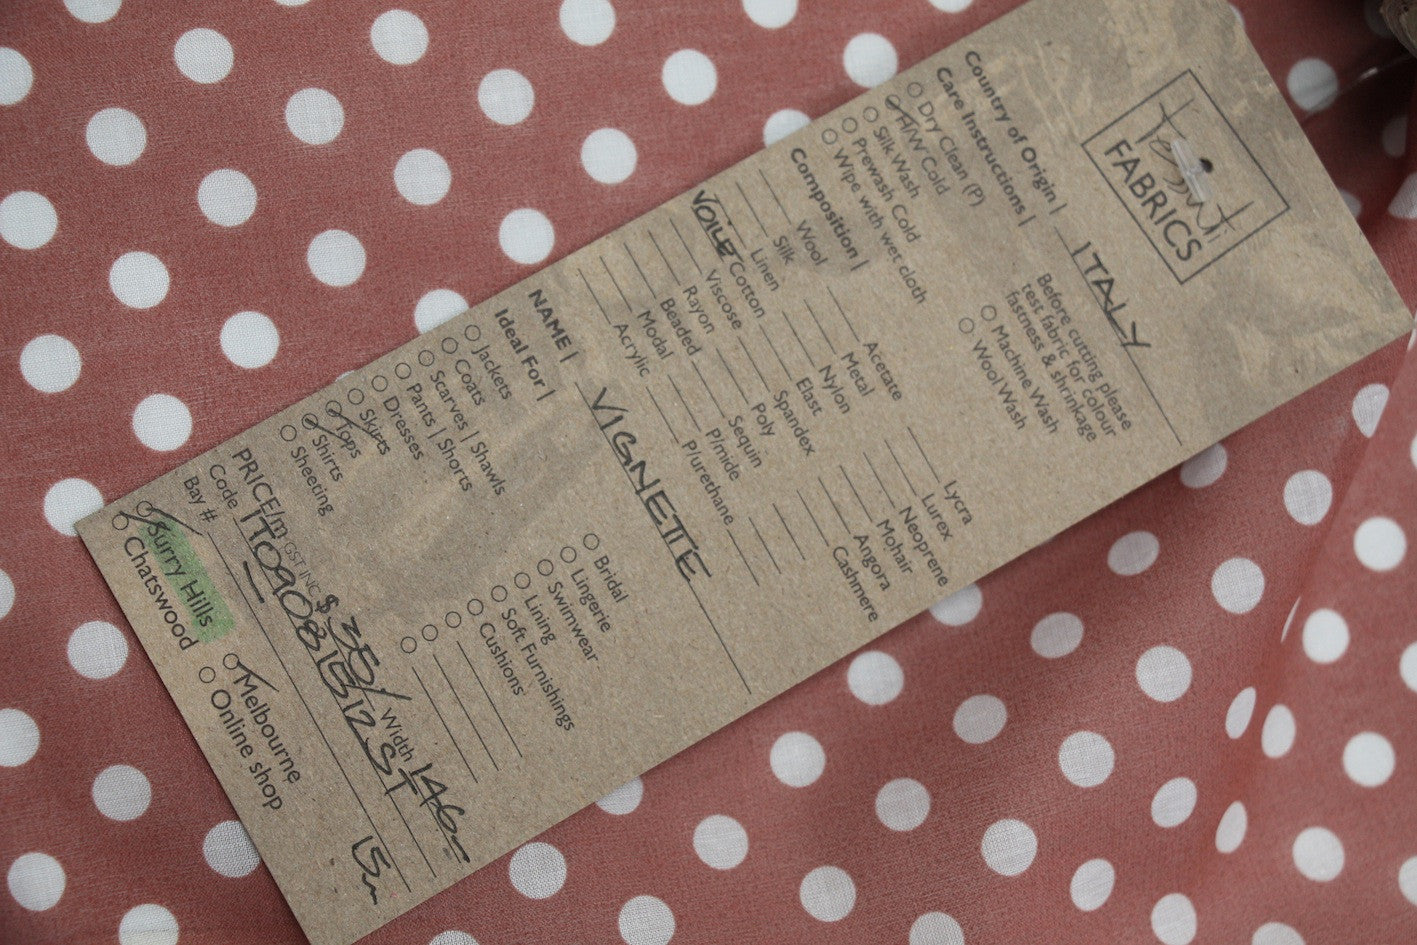 Tessuti
FABRICS
Country of Origin | ITALY
Care Instructions |
Dry Clean (P)
H/W Cold
Silk Wash
Prewash Cold
Wipe with wet cloth
Before cutting please
test fabric for colour
fastness & shrinkage
Machine Wash
Wool Wash
Composition |
Wool
Silk
Linen
VOILE Cotton
Viscose
Rayon
Beaded
Modal
Acrylic
Acetate
Metal
Nylon
Elast
Spandex
Poly
Sequin
P/mide
P/urethane
Lycra
Lurex
Neoprene
Mohair
Angora
Cashmere
NAME | VIGNETTE
Ideal For |
Jackets
Coats
Scarves | Shawls
Pants | Shorts
Dresses
Skirts
Tops
Shirts
Sheeting
Bridal
Lingerie
Swimwear
Lining
Soft Furnishings
Cushions
PRICE/m GST INC $ 35/ Width 146m
Code
Bay # 15m
Surry Hills
Chatswood
Melbourne
Online shop